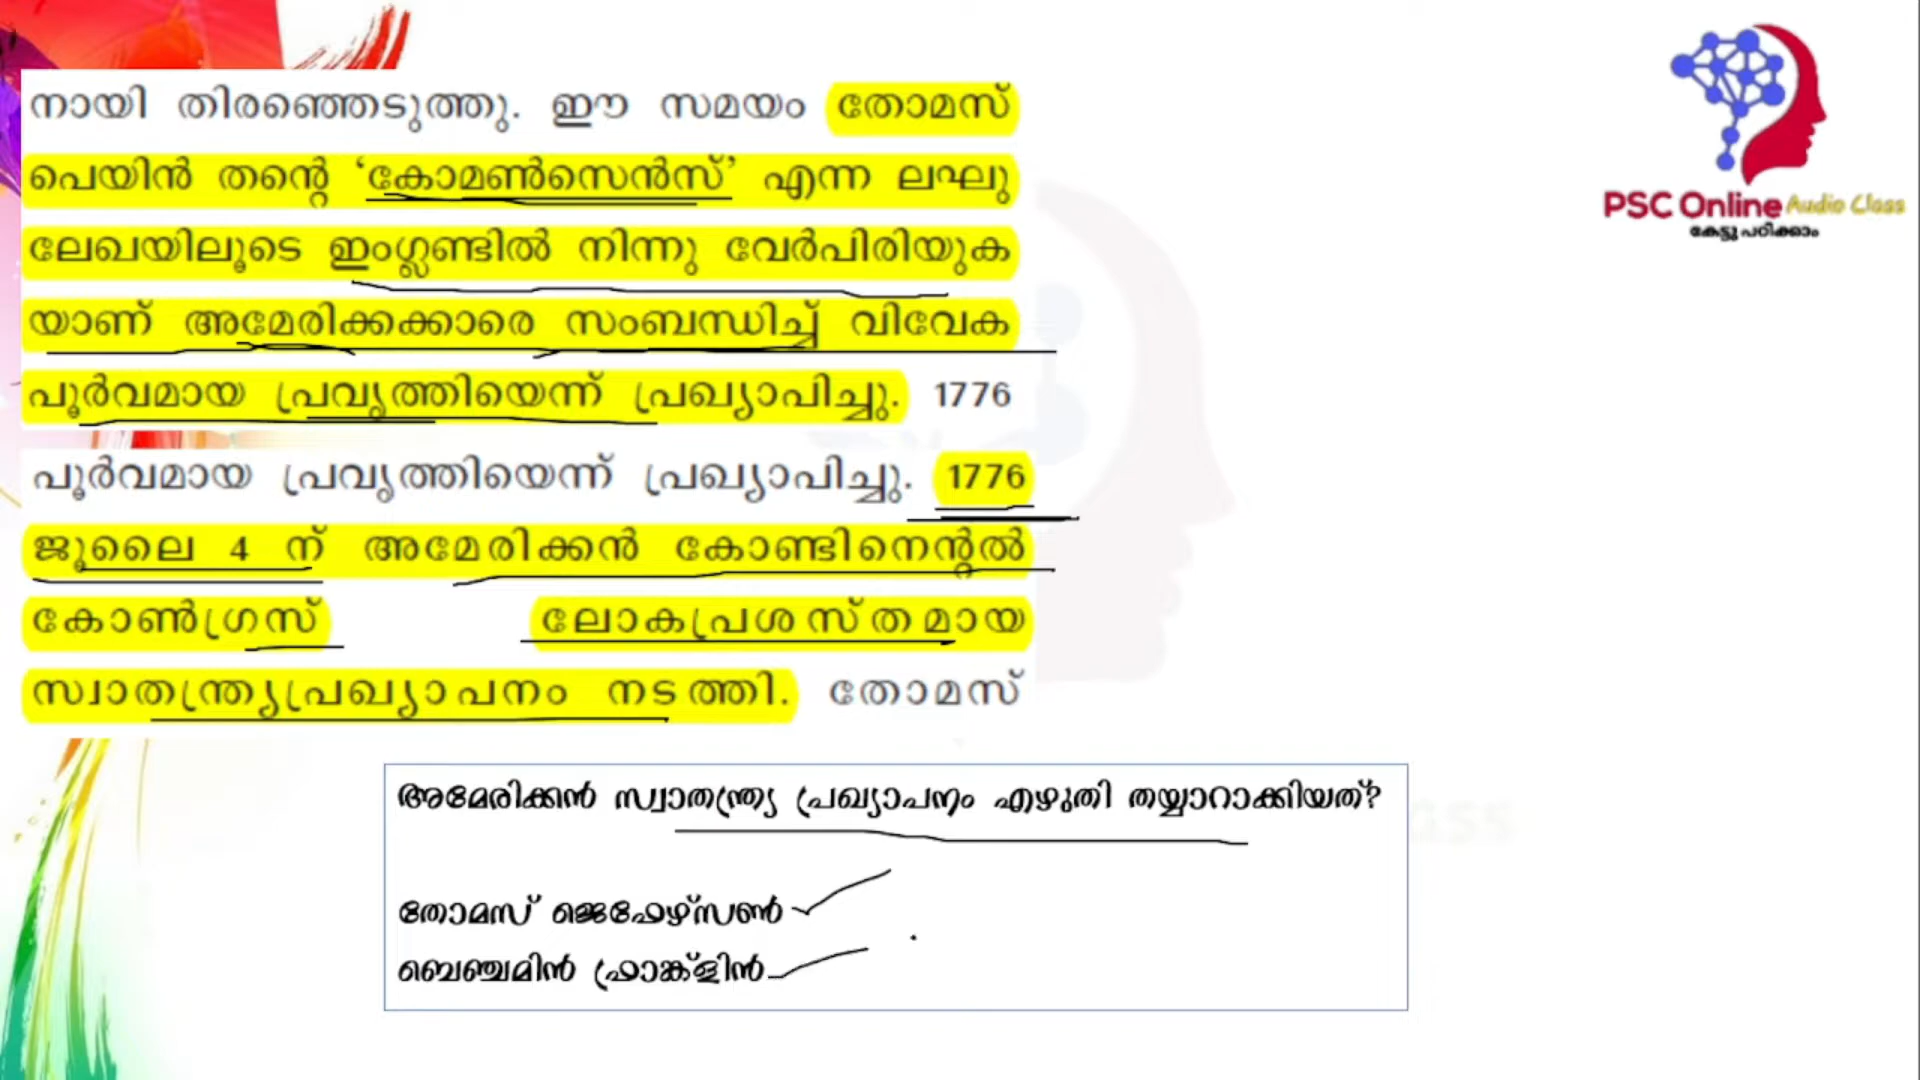 നായി തിരഞ്ഞെടുത്തു. ഈ സമയം തോമസ്
പെയിൻ തന്റെ ‘കോമൺസെൻസ്’ എന്ന ലഘു
ലേഖയിലൂടെ ഇംഗ്ലണ്ടിൽ നിന്നു വേർപിരിയുക
യാണ് അമേരിക്കക്കാരെ സംബന്ധിച്ച് വിവേക
പൂർവമായ പ്രവൃത്തിയെന്ന് പ്രഖ്യാപിച്ചു. 1776
പൂർവമായ പ്രവൃത്തിയെന്ന് പ്രഖ്യാപിച്ചു. 1776
ജൂലൈ 4 ന് അമേരിക്കൻ കോണ്ടിനെന്റൽ
കോൺഗ്രസ് ലോകപ്രശസ്തമായ
സ്വാതന്ത്ര്യപ്രഖ്യാപനം നടത്തി. തോമസ്
അമേരിക്കൻ സ്വാതന്ത്ര്യ പ്രഖ്യാപനം എഴുതി തയ്യാറാക്കിയത്?
തോമസ് ജെഫേഴ്സൺ
ബെഞ്ചമിൻ ഫ്രാങ്ക്ളിൻ
PSC Online Audio Class
കേട്ടു പഠിക്കാം